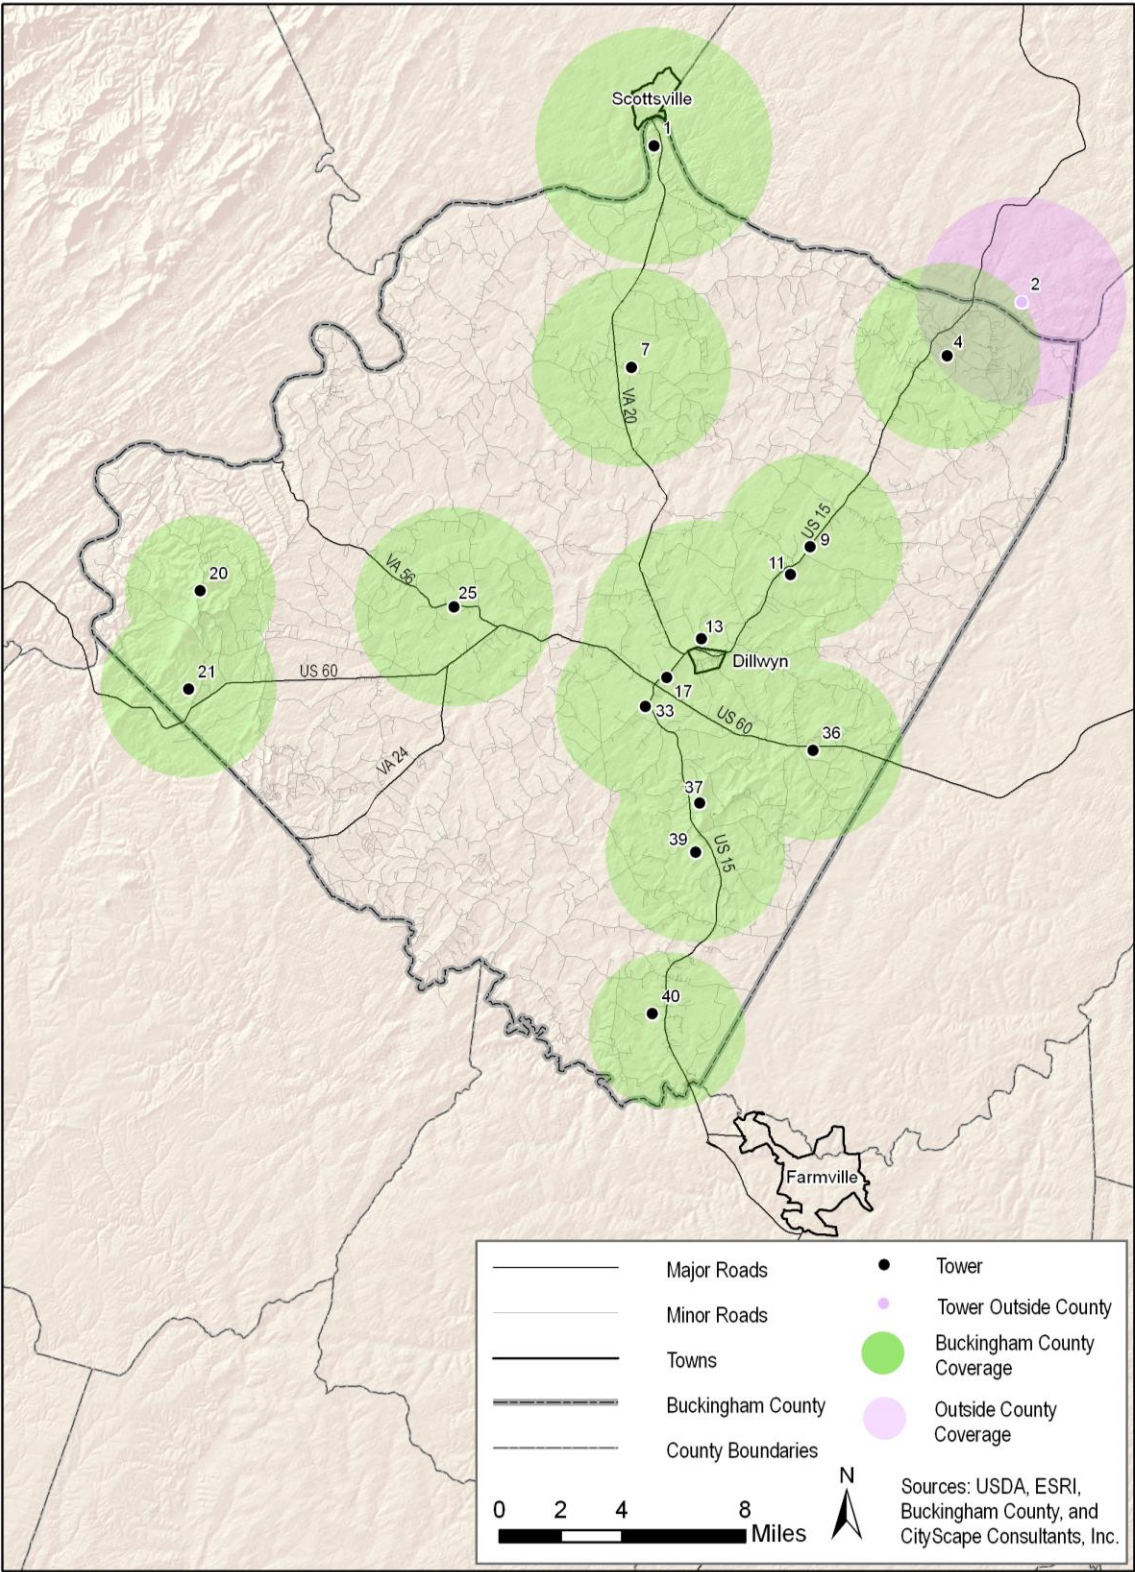 Scottsville
1
2
4
7
VA 20
US 15
9
11
VA 56
20
25
13
Dillwyn
21
US 60
17
33
US 60
36
VA 24
37
39
US 15
40
Farmville
Major Roads
Minor Roads
Towns
Buckingham County
County Boundaries
Tower
Tower Outside County
Buckingham County
Coverage
Outside County
Coverage
0 2 4 8
Miles
N
Sources: USDA, ESRI,
Buckingham County, and
CityScape Consultants, Inc.